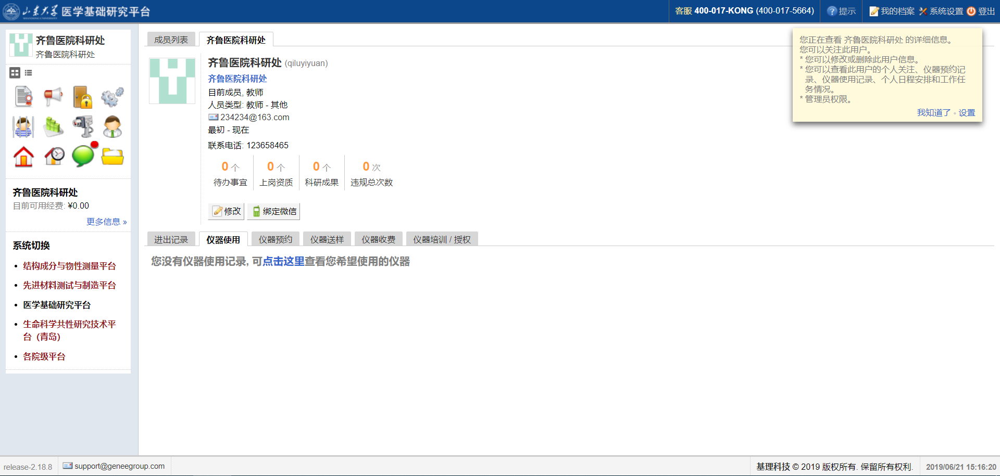 山东大学 医学基础研究平台
SHANDONG UNIVERSITY
客服 400-017-KONG (400-017-5664)
提示
我的档案 系统设置 登出
齐鲁医院科研处
齐鲁医院科研处
齐鲁医院科研处
目前可用经费: ¥0.00
更多信息 »
系统切换
• 结构成分与物性测量平台
• 先进材料测试与制造平台
• 医学基础研究平台
• 生命科学共性研究技术平
台（青岛）
• 各院级平台
成员列表 齐鲁医院科研处
齐鲁医院科研处 (qiluyiyuan)
齐鲁医院科研处
目前成员, 教师
人员类型: 教师 - 其他
234234@163.com
最初 - 现在
联系电话: 123658465
0 个 0 个 0 个 0 次
待办事宜 上岗资质 科研成果 违规总次数
修改 绑定微信
进出记录 仪器使用 仪器预约 仪器送样 仪器收费 仪器培训 / 授权
您没有仪器使用记录, 可点击这里查看您希望使用的仪器
您正在查看 齐鲁医院科研处 的详细信息。
您可以关注此用户。
* 您可以修改或删除此用户信息。
* 您可以查看此用户的个人关注、仪器预约记
录、仪器使用记录、个人日程安排和工作任
务情况。
* 管理员权限。
我知道了 • 设置
release-2.18.8
support@geneegroup.com
基理科技 © 2019 版权所有. 保留所有权利.
2019/06/21 15:16:20